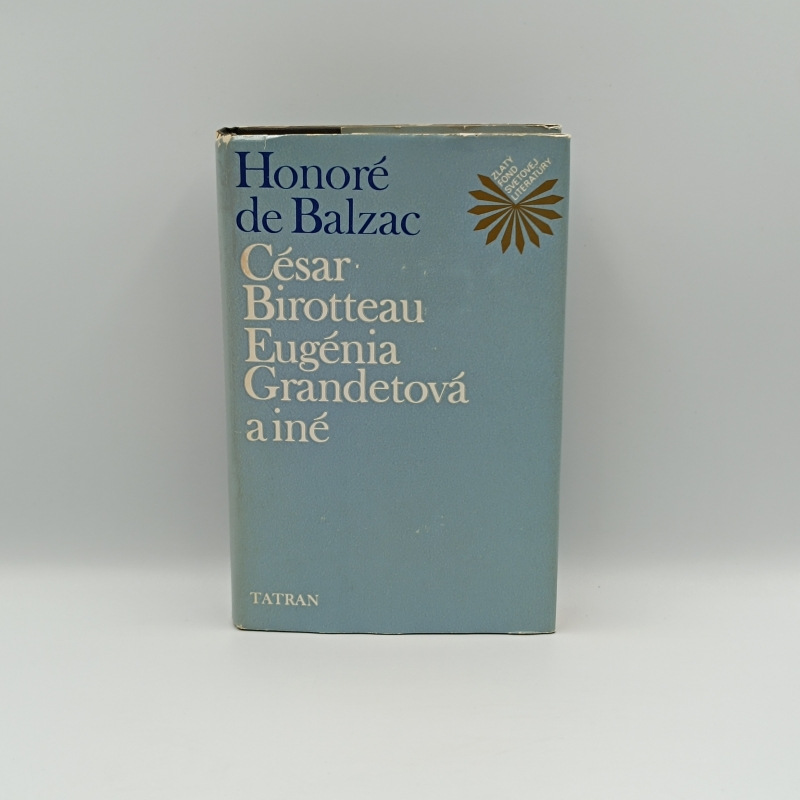 Honoré
de Balzac
César
Birotteau
Eugénia
Grandetová
a iné
ZLATÝ
FOND
SVETOVEJ
LITERATÚRY
TATRAN